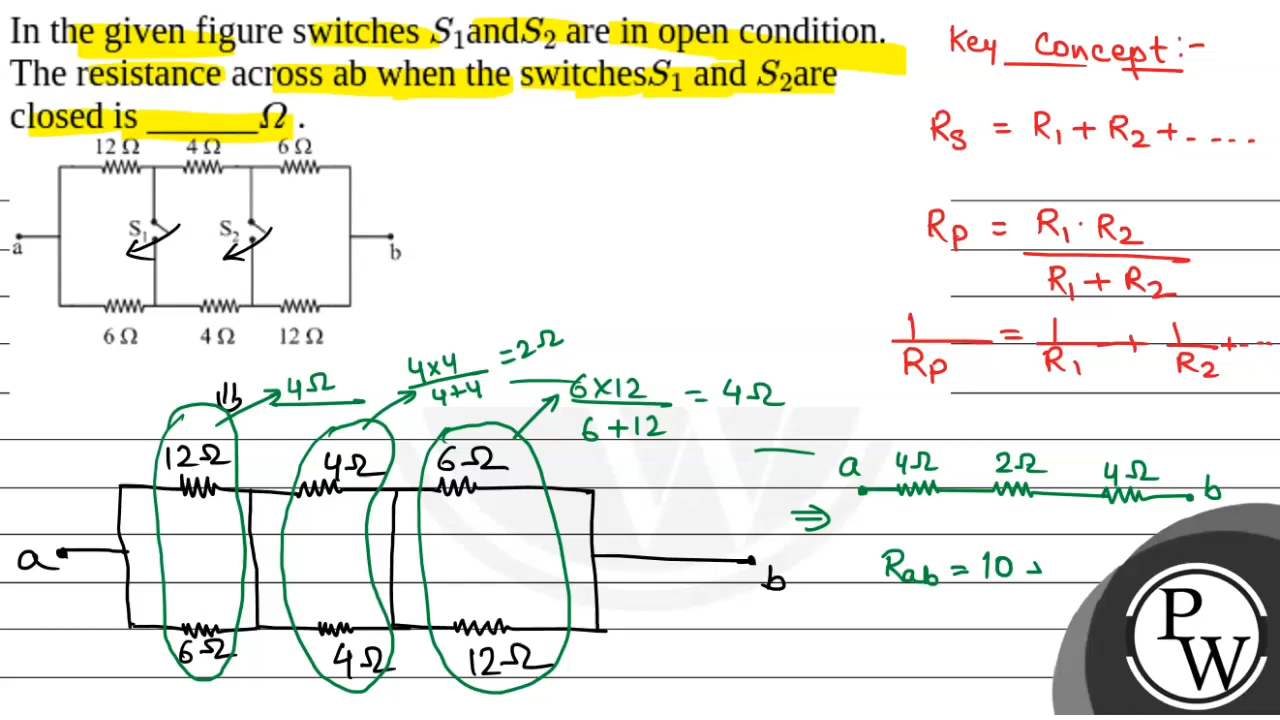 In the given figure switches S₁andS₂ are in open condition.
The resistance across ab when the switchesS₁ and S₂are
closed is ______Ω .
12 Ω 4 Ω 6 Ω
S₁ S₂
a b
6 Ω 4 Ω 12 Ω
Key Concept :-
Rs = R₁ + R₂ + - - - -
Rp = R₁ · R₂ / R₁ + R₂
1/Rp = 1/R₁ + 1/R₂ + - - -
4Ω
4×4 / 4+4 = 2Ω
6×12 / 6+12 = 4Ω
12Ω 4Ω 6Ω
a b
6Ω 4Ω 12Ω
⇒ a 4Ω 2Ω 4Ω b
Rab = 10
P
W